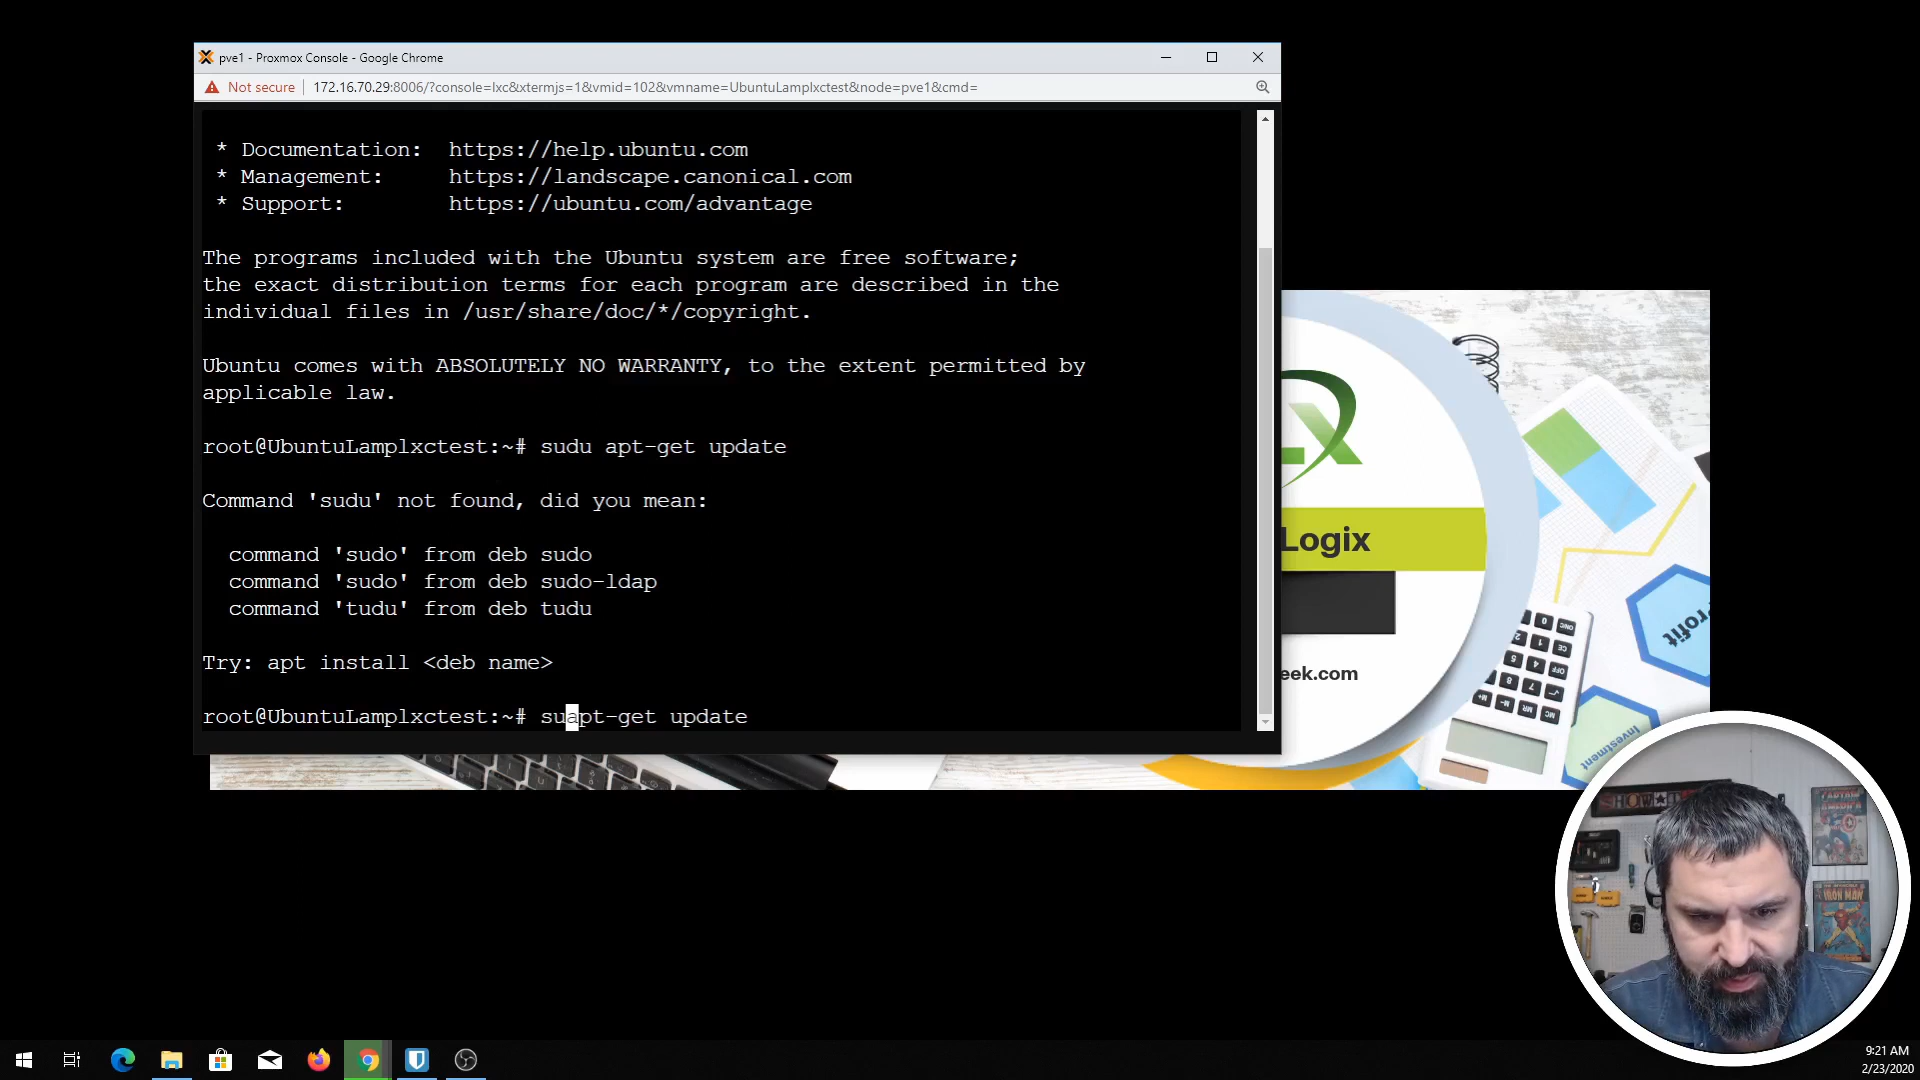 pve1 - Proxmox Console - Google Chrome
Not secure 172.16.70.29:8006/?console=lxc&xtermjs=1&vmid=102&vmname=UbuntuLamplxctest&node=pve1&cmd=
* Documentation: https://help.ubuntu.com
* Management: https://landscape.canonical.com
* Support: https://ubuntu.com/advantage
The programs included with the Ubuntu system are free software;
the exact distribution terms for each program are described in the
individual files in /usr/share/doc/*/copyright.
Ubuntu comes with ABSOLUTELY NO WARRANTY, to the extent permitted by
applicable law.
root@UbuntuLamplxctest:~# sudu apt-get update
Command 'sudu' not found, did you mean:
command 'sudo' from deb sudo
command 'sudo' from deb sudo-ldap
command 'tudu' from deb tudu
Try: apt install <deb name>
root@UbuntuLamplxctest:~# suapt-get update
Logix
eek.com
Profit
Investment
CAPTAIN
AMERICA
IRON MAN
9:21 AM
2/23/2020